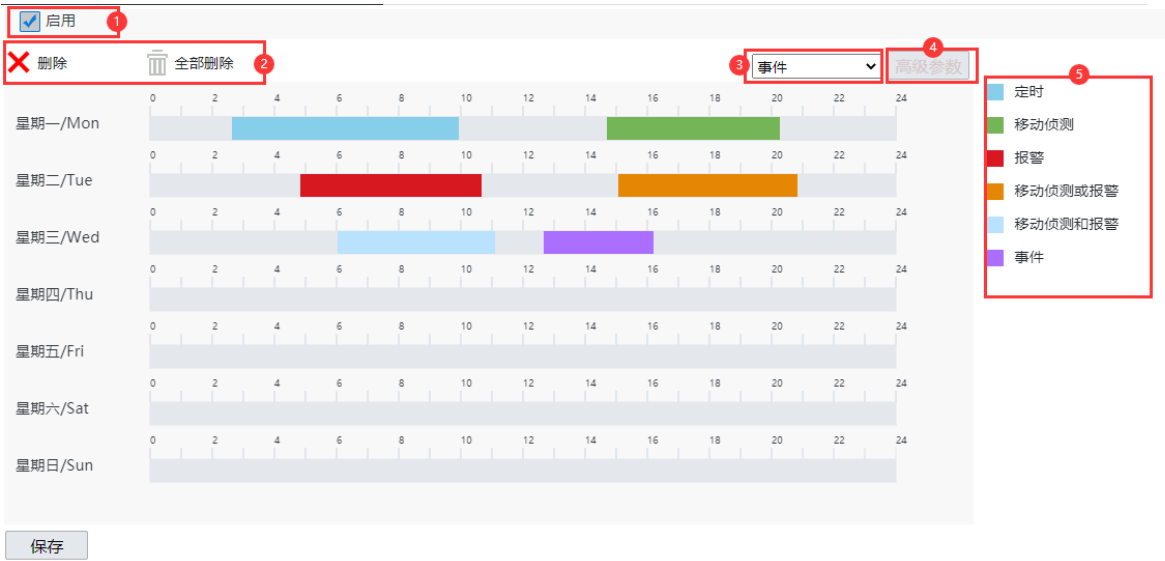 启用 1
删除 全部删除 2 3 事件 4 高级参数 5
0 2 4 6 8 10 12 14 16 18 20 22 24
星期一/Mon
0 2 4 6 8 10 12 14 16 18 20 22 24
星期二/Tue
0 2 4 6 8 10 12 14 16 18 20 22 24
星期三/Wed
0 2 4 6 8 10 12 14 16 18 20 22 24
星期四/Thu
0 2 4 6 8 10 12 14 16 18 20 22 24
星期五/Fri
0 2 4 6 8 10 12 14 16 18 20 22 24
星期六/Sat
0 2 4 6 8 10 12 14 16 18 20 22 24
星期日/Sun
定时
移动侦测
报警
移动侦测或报警
移动侦测和报警
事件
保存